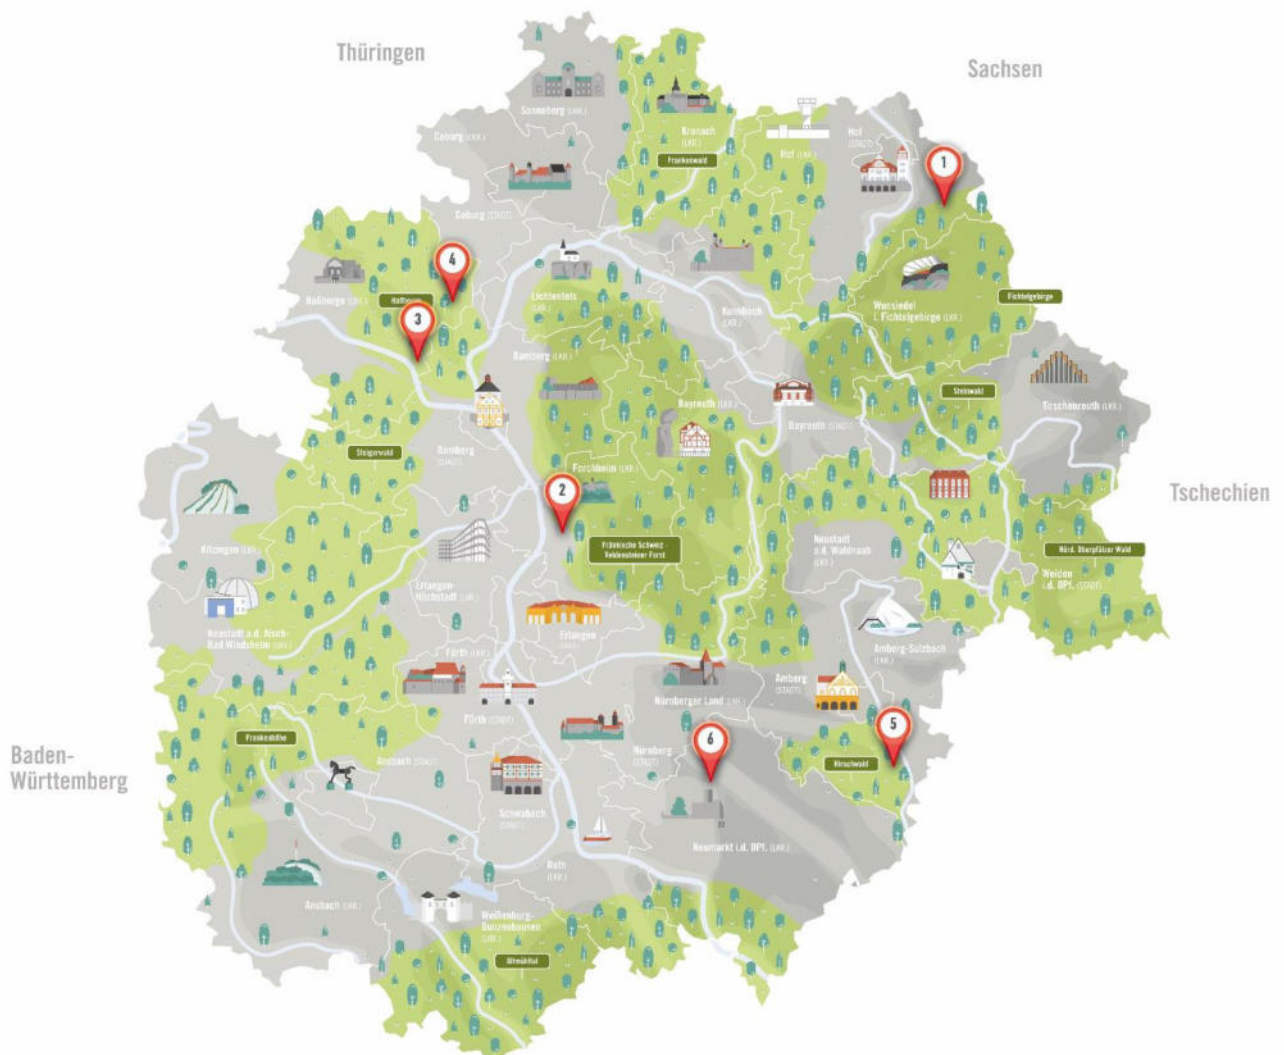 Thüringen
Sachsen
Sonneberg (LKR.)
Coburg (LKR.)
Kronach
(LKR.)
Frankenwald
Hof (LKR.)
Hof
(STADT)
1
Coburg (STADT)
4
Haßberge (LKR.)
3
Lichtenfels
(LKR.)
Kulmbach
(LKR.)
Wunsiedel
i. Fichtelgebirge (LKR.)
Fichtelgebirge
Bamberg (LKR.)
Bayreuth (LKR.)
Bayreuth (STADT)
Steinwald
Tirschenreuth (LKR.)
Steigerwald
Bamberg
(STADT)
Forchheim (LKR.)
2
Tschechien
Kitzingen (LKR.)
Fränkische Schweiz -
Veldensteiner Forst
Neustadt
a.d. Waldnaab
(LKR.)
Nörd. Oberpfälzer Wald
Weiden
i.d. OPf. (STADT)
Erlangen-
Höchstadt (LKR.)
Neustadt a.d. Aisch-
Bad Windsheim (LKR.)
Erlangen
(STADT)
Fürth (LKR.)
Amberg-Sulzbach
(LKR.)
Amberg
(STADT)
Nürnberger Land (LKR.)
Fürth (STADT)
5
6
Frankenhöhe
Ansbach (STADT)
Nürnberg
(STADT)
Hirschwald
Baden-
Württemberg
Schwabach
(STADT)
Neumarkt i.d. OPf. (LKR.)
Roth
(LKR.)
Ansbach (LKR.)
Weißenburg-
Gunzenhausen
(LKR.)
Altmühltal